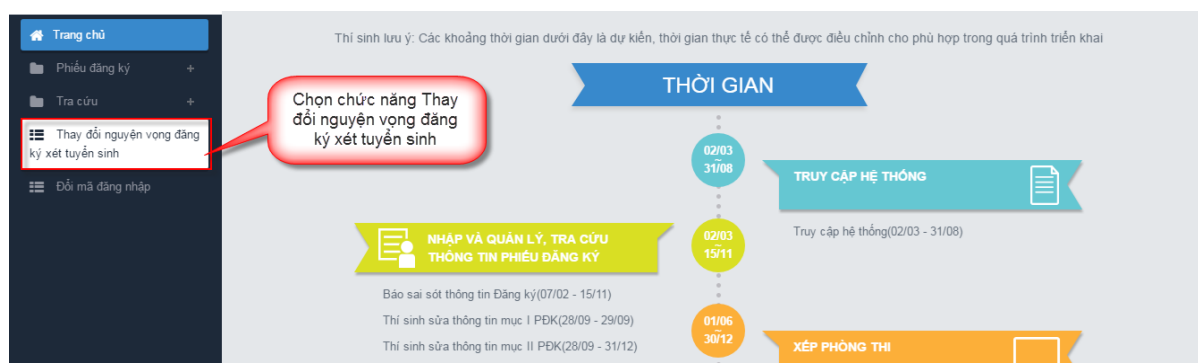 Trang chủ
Phiếu đăng ký +
Tra cứu +
Thay đổi nguyện vọng đăng
ký xét tuyển sinh
Đổi mã đăng nhập
Chọn chức năng Thay
đổi nguyện vọng đăng
ký xét tuyển sinh
Thí sinh lưu ý: Các khoảng thời gian dưới đây là dự kiến, thời gian thực tế có thể được điều chỉnh cho phù hợp trong quá trình triển khai
THỜI GIAN
02/03
~
31/08
TRUY CẬP HỆ THỐNG
Truy cập hệ thống(02/03 - 31/08)
NHẬP VÀ QUẢN LÝ, TRA CỨU
THÔNG TIN PHIẾU ĐĂNG KÝ
02/03
~
15/11
Báo sai sót thông tin Đăng ký(07/02 - 15/11)
Thí sinh sửa thông tin mục I PĐK(28/09 - 29/09)
Thí sinh sửa thông tin mục II PĐK(28/09 - 31/12)
01/06
~
30/12
XẾP PHÒNG THI